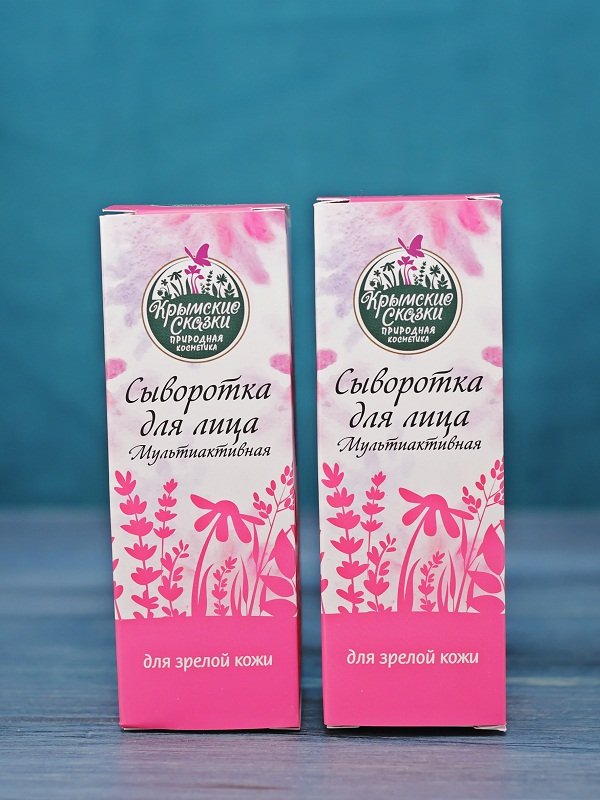 Крымские
Сказки
природная
косметика
Сыворотка
для лица
Мультиактивная
для зрелой кожи
Крымские
Сказки
природная
косметика
Сыворотка
для лица
Мультиактивная
для зрелой кожи